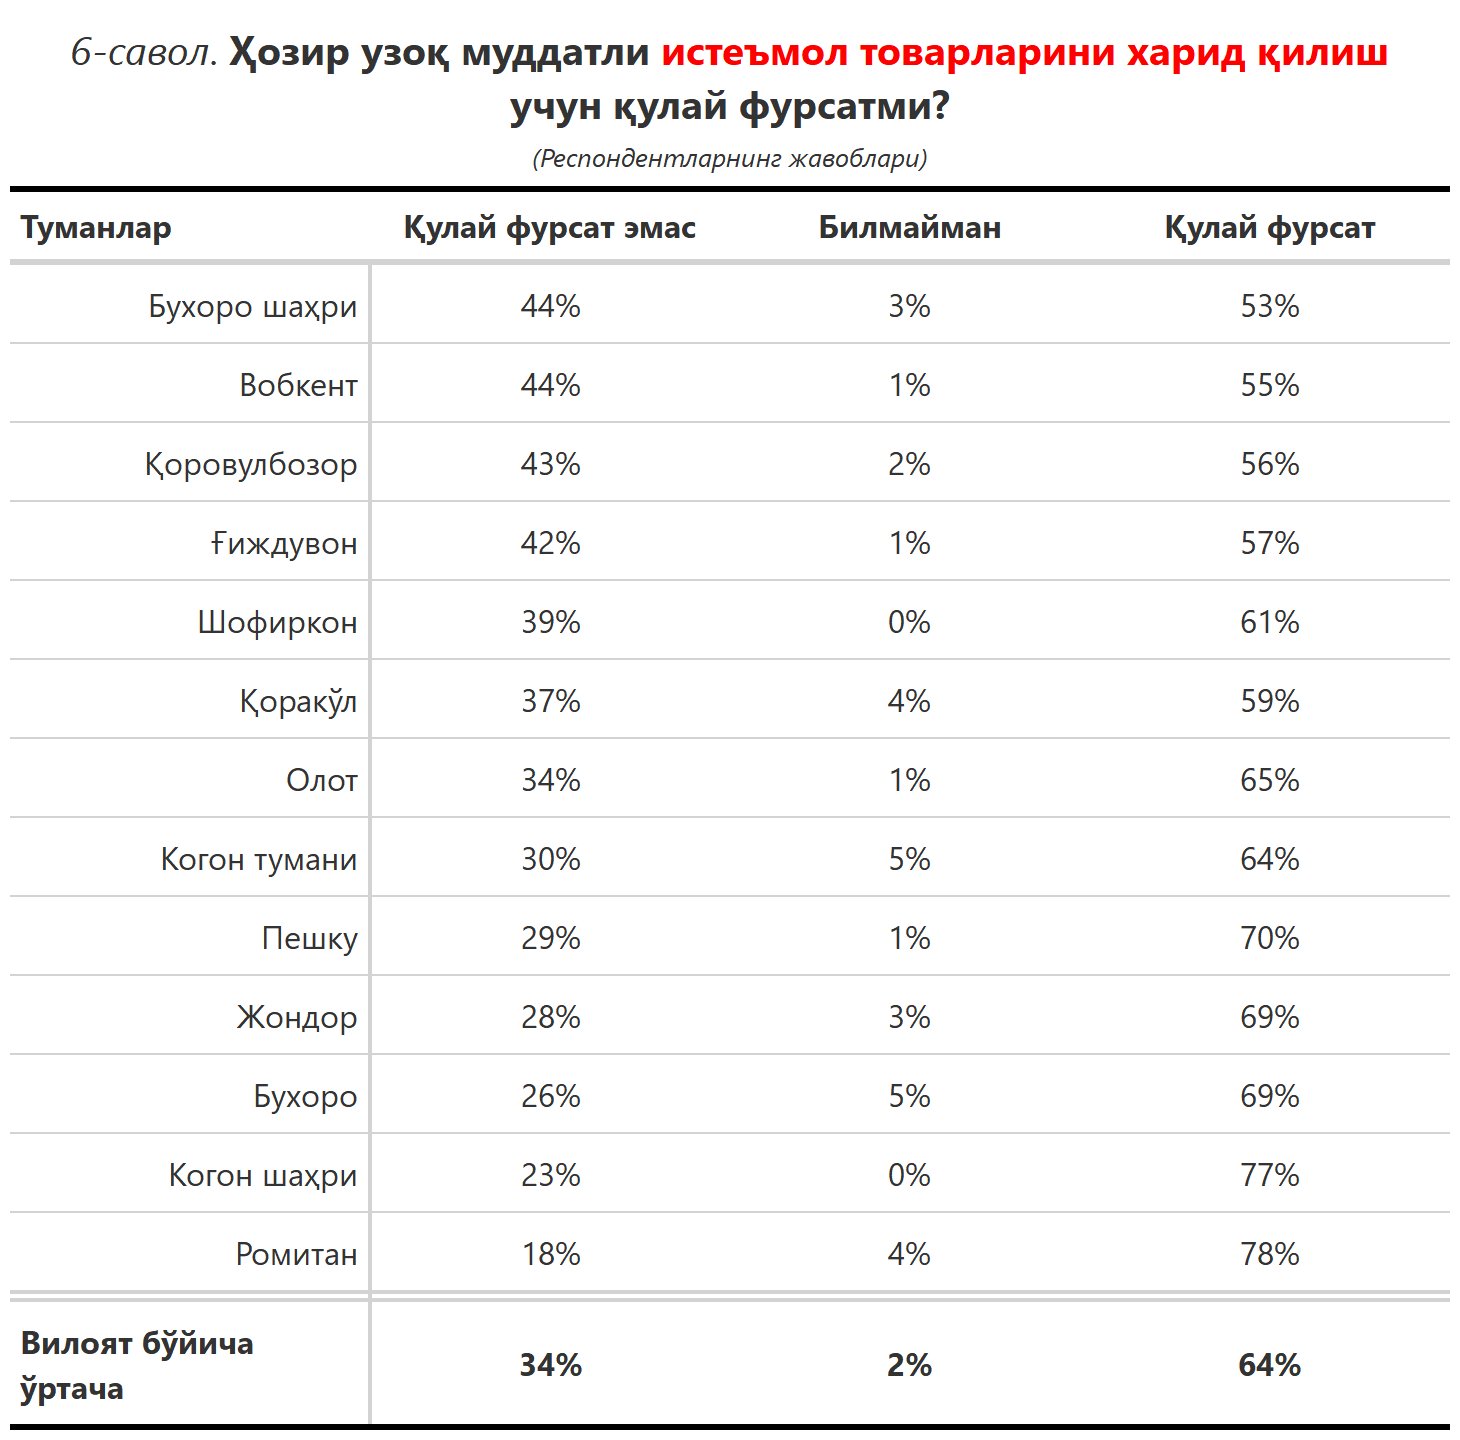 6-савол. Ҳозир узоқ муддатли истеъмол товарларини харид қилиш
учун қулай фурсатми?
(Респондентларнинг жавоблари)
Туманлар Қулай фурсат эмас Билмайман Қулай фурсат
Бухоро шаҳри 44% 3% 53%
Вобкент 44% 1% 55%
Қоровулбозор 43% 2% 56%
Ғиждувон 42% 1% 57%
Шофиркон 39% 0% 61%
Қоракўл 37% 4% 59%
Олот 34% 1% 65%
Когон тумани 30% 5% 64%
Пешку 29% 1% 70%
Жондор 28% 3% 69%
Бухоро 26% 5% 69%
Когон шаҳри 23% 0% 77%
Ромитан 18% 4% 78%
Вилоят бўйича
ўртача 34% 2% 64%